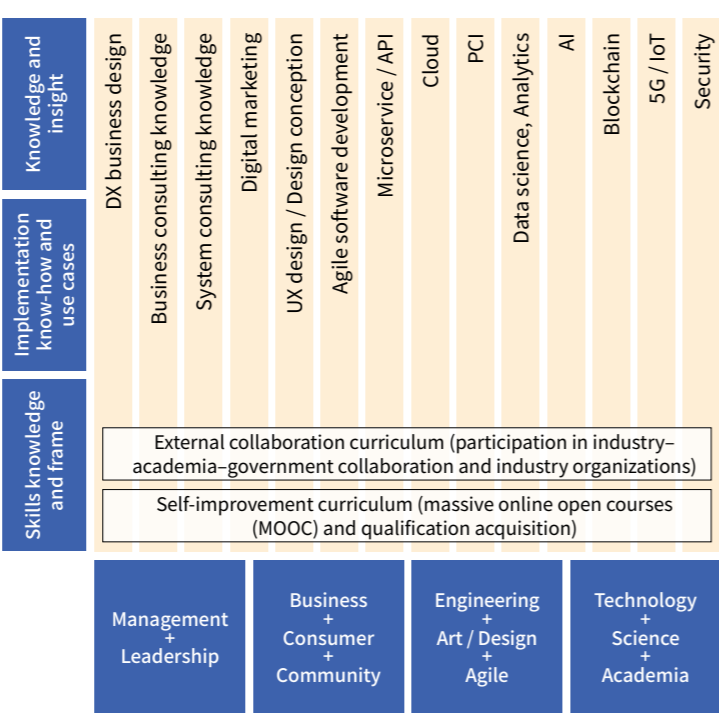 Knowledge and
insight
Implementation
know-how and
use cases
Skills knowledge
and frame
DX business design
Business consulting knowledge
System consulting knowledge
Digital marketing
UX design / Design conception
Agile software development
Microservice / API
Cloud
PCI
Data science, Analytics
AI
Blockchain
5G / IoT
Security
External collaboration curriculum (participation in industry–
academia–government collaboration and industry organizations)
Self-improvement curriculum (massive online open courses
(MOOC) and qualification acquisition)
Management
+
Leadership
Business
+
Consumer
+
Community
Engineering
+
Art / Design
+
Agile
Technology
+
Science
+
Academia